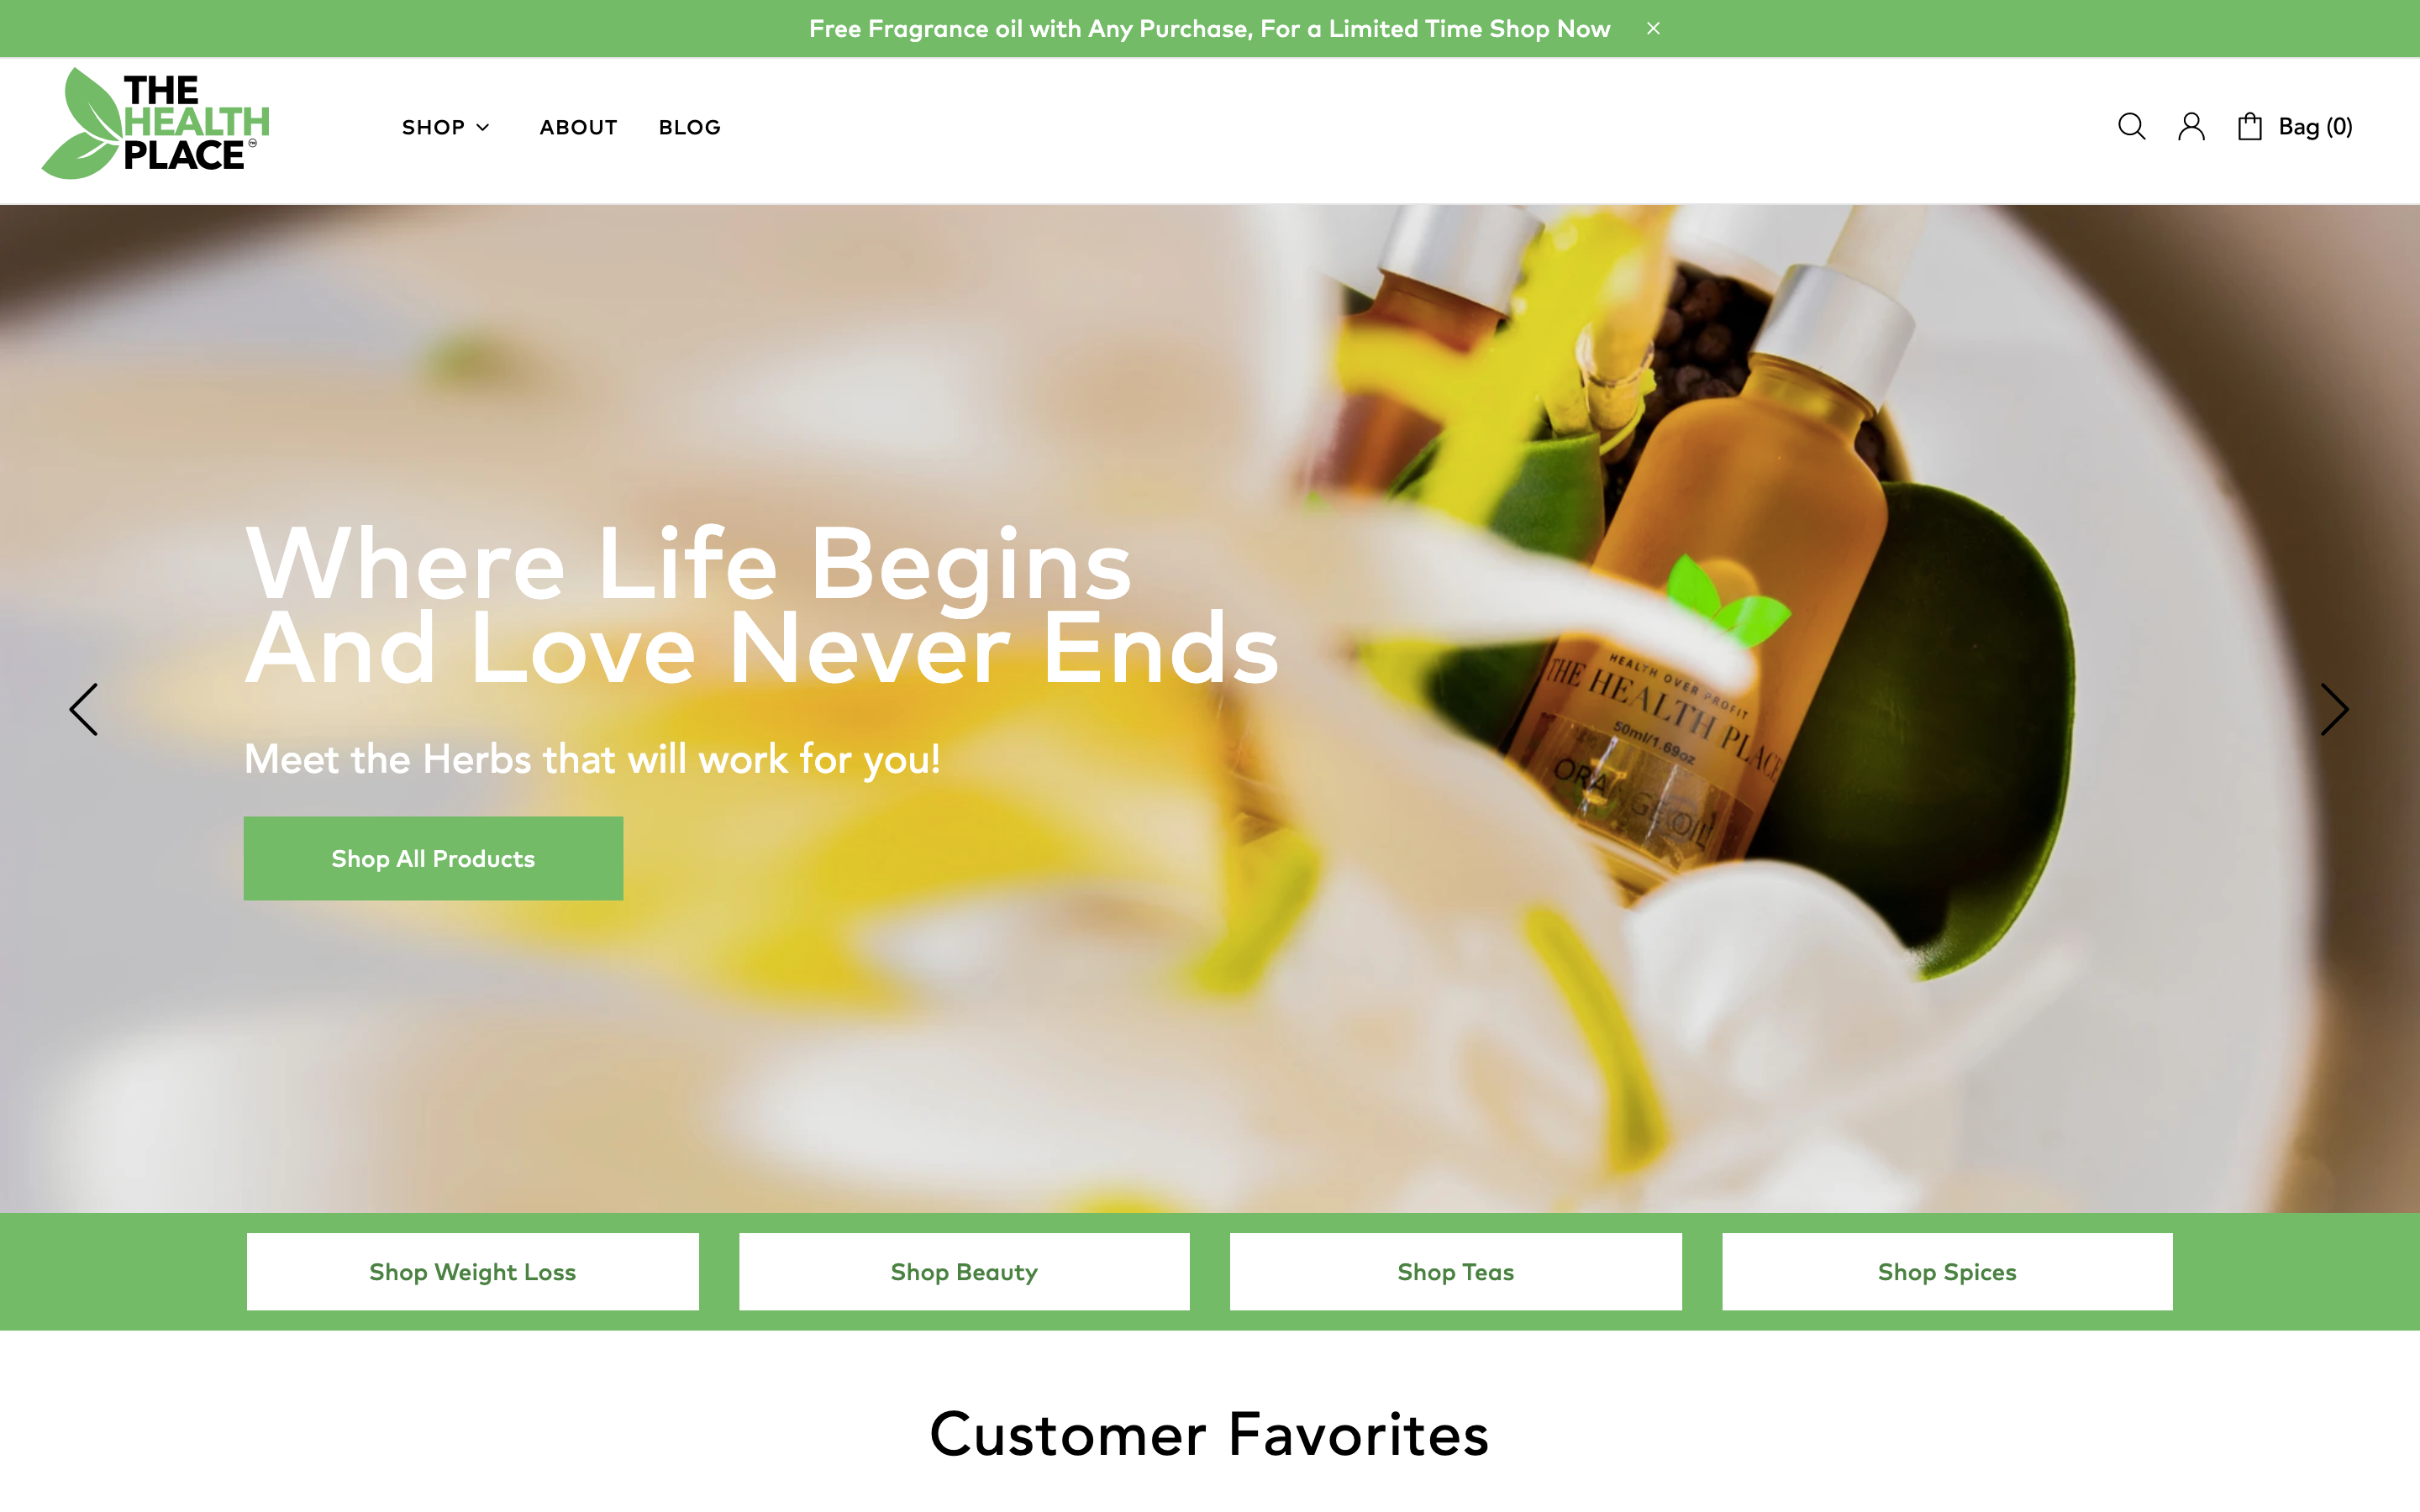 Free Fragrance oil with Any Purchase, For a Limited Time Shop Now
THE
HEALTH
PLACE
SHOP
ABOUT
BLOG
Bag (0)
Where Life Begins
And Love Never Ends
Meet the Herbs that will work for you!
Shop All Products
HEALTH OVER PROFIT
THE HEALTH PLACE
50ml/1.69oz
ORANGE OIL
Shop Weight Loss
Shop Beauty
Shop Teas
Shop Spices
Customer Favorites